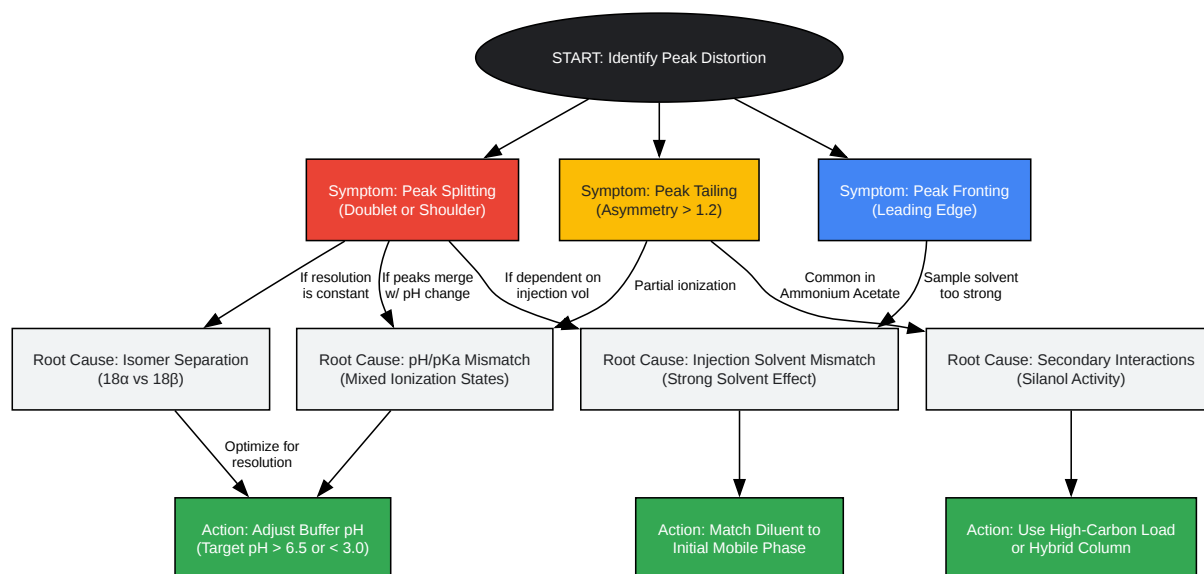 START: Identify Peak Distortion
Symptom: Peak Splitting
(Doublet or Shoulder)
Symptom: Peak Tailing
(Asymmetry > 1.2)
Symptom: Peak Fronting
(Leading Edge)
If resolution
is constant
If peaks merge
w/ pH change
If dependent on
injection vol
Partial ionization
Common in
Ammonium Acetate
Sample solvent
too strong
Root Cause: Isomer Separation
(18α vs 18β)
Root Cause: pH/pKa Mismatch
(Mixed Ionization States)
Root Cause: Injection Solvent Mismatch
(Strong Solvent Effect)
Root Cause: Secondary Interactions
(Silanol Activity)
Optimize for
resolution
Action: Adjust Buffer pH
(Target pH > 6.5 or < 3.0)
Action: Match Diluent to
Initial Mobile Phase
Action: Use High-Carbon Load
or Hybrid Column